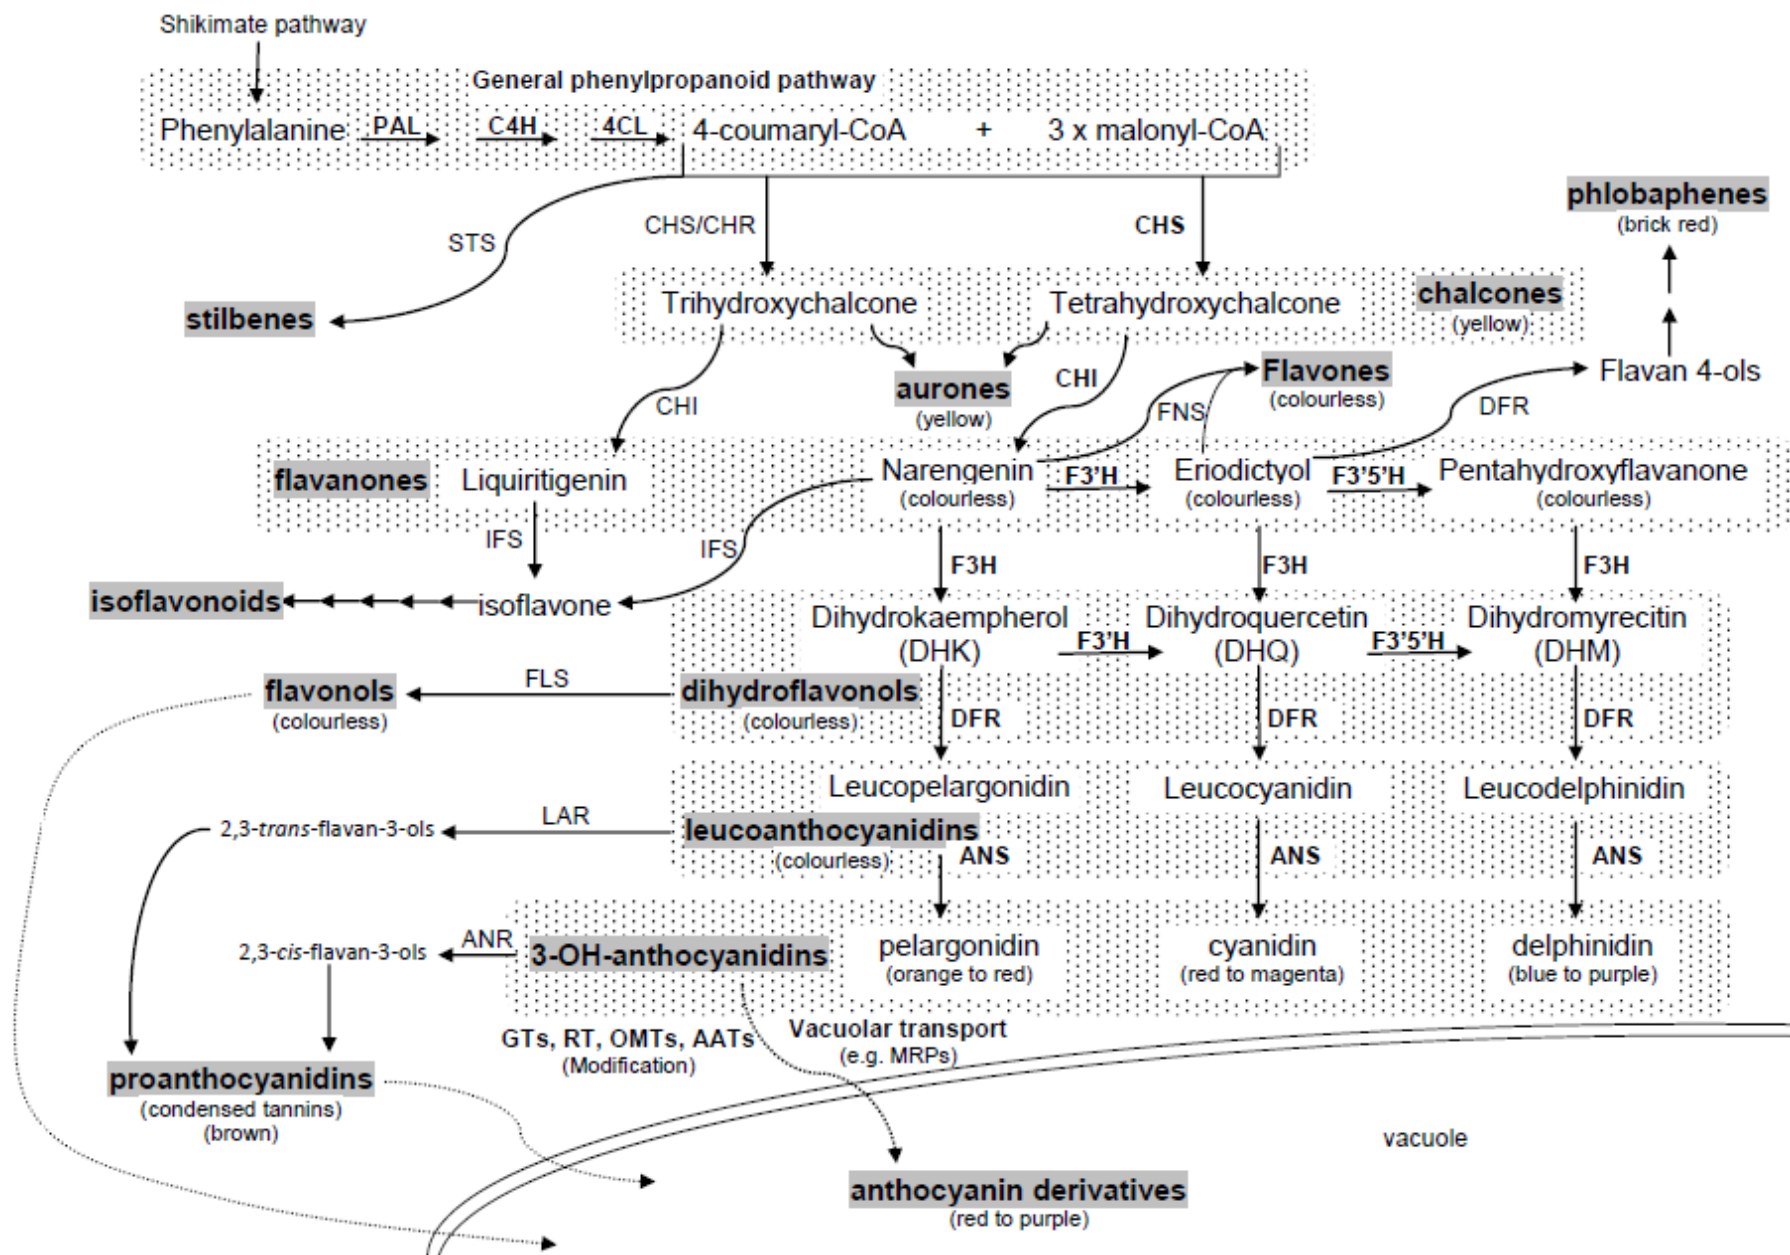 Shikimate pathway
General phenylpropanoid pathway
Phenylalanine PAL C4H 4CL 4-coumaryl-CoA + 3 x malonyl-CoA
phlobaphenes
(brick red)
STS CHS/CHR CHS
stilbenes
Trihydroxychalcone Tetrahydroxychalcone chalcones
(yellow)
aurones
(yellow)
CHI CHI FNS Flavones
(colourless)
DFR Flavan 4-ols
flavanones Liquiritigenin Narengenin F3'H Eriodictyol F3'5'H Pentahydroxyflavanone
(colourless) (colourless) (colourless)
IFS IFS F3H F3H F3H
isoflavonoids isoflavone
Dihydrokaempherol Dihydroquercetin Dihydromyrecitin
(DHK) F3'H (DHQ) F3'5'H (DHM)
flavonols FLS dihydroflavonols
(colourless) (colourless) DFR DFR DFR
Leucopelargonidin Leucocyanidin Leucodelphinidin
2,3-trans-flavan-3-ols LAR leucoanthocyanidins
(colourless) ANS ANS ANS
2,3-cis-flavan-3-ols ANR 3-OH-anthocyanidins pelargonidin cyanidin delphinidin
(orange to red) (red to magenta) (blue to purple)
GTs, RT, OMTs, AATs Vacuolar transport
(Modification) (e.g. MRPs)
proanthocyanidins
(condensed tannins)
(brown)
vacuole
anthocyanin derivatives
(red to purple)